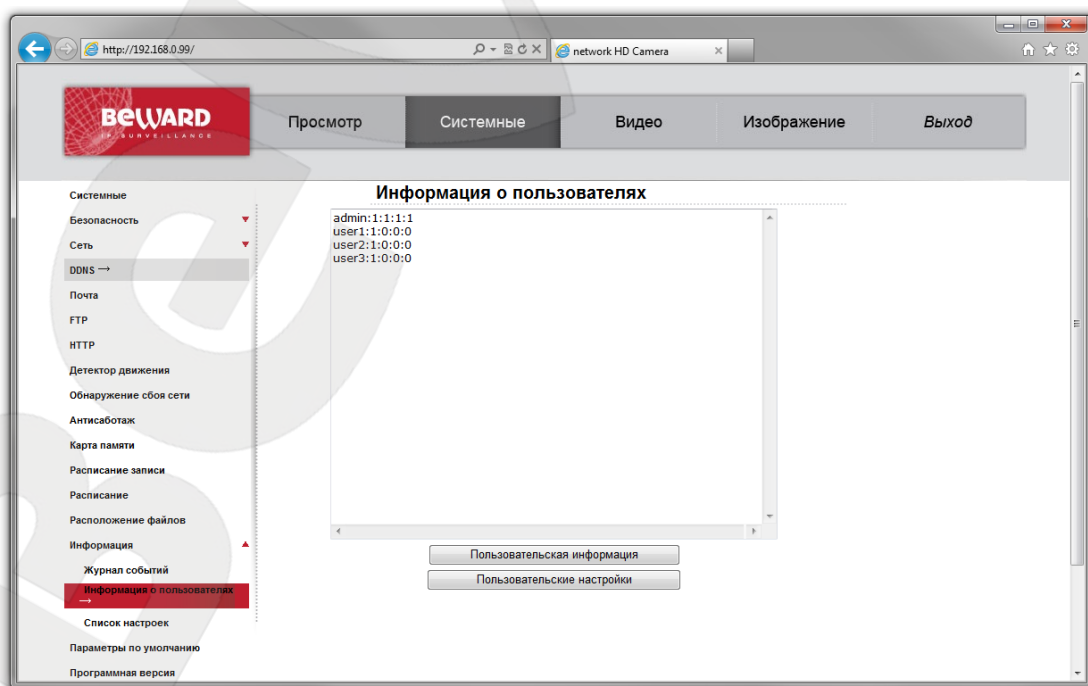 http://192.168.0.99/
network HD Camera
BEWARD
IP SURVEILLANCE
Просмотр
Системные
Видео
Изображение
Выход
Системные
Безопасность
Сеть
DDNS →
Почта
FTP
HTTP
Детектор движения
Обнаружение сбоя сети
Антисаботаж
Карта памяти
Расписание записи
Расписание
Расположение файлов
Информация
Журнал событий
Информация о пользователях
→
Список настроек
Параметры по умолчанию
Программная версия
Информация о пользователях
admin:1:1:1:1
user1:1:0:0:0
user2:1:0:0:0
user3:1:0:0:0
Пользовательская информация
Пользовательские настройки